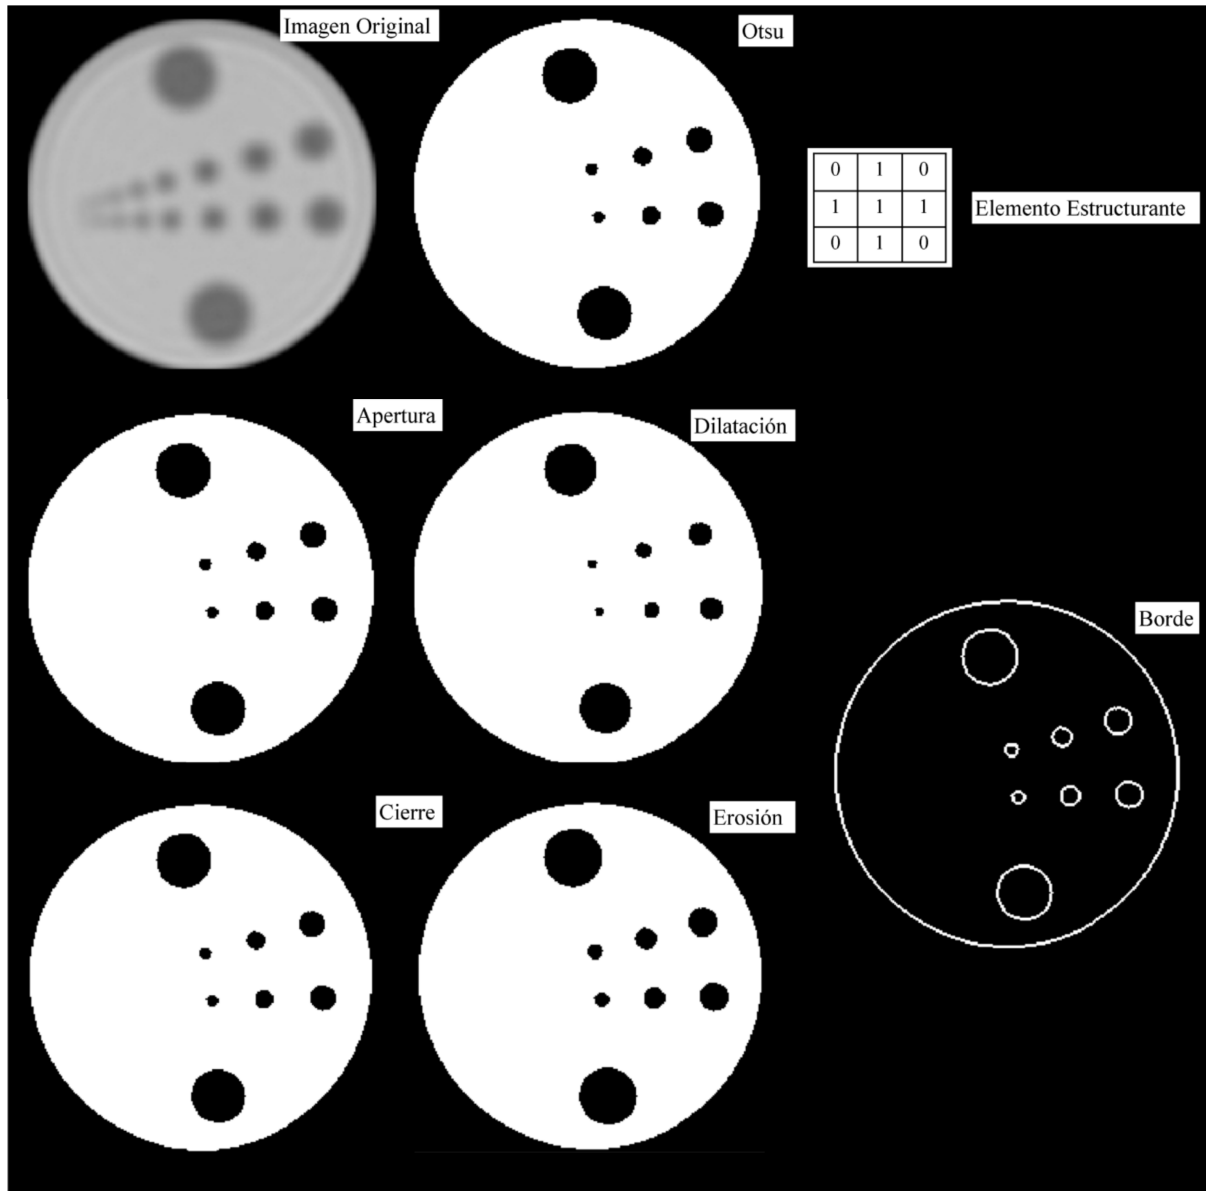 Imagen Original
Otsu
0 1 0
1 1 1
0 1 0
Elemento Estructurante
Apertura
Dilatación
Borde
Cierre
Erosión